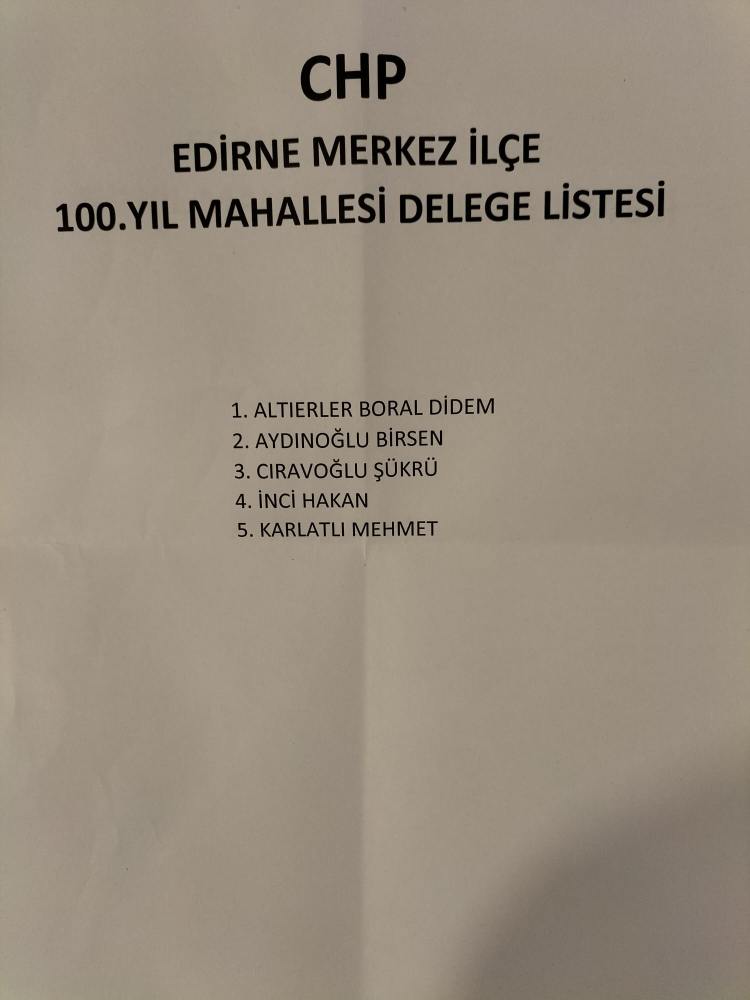 CHP
EDİRNE MERKEZ İLÇE
100.YIL MAHALLESİ DELEGE LİSTESİ
1. ALTIERLER BORAL DİDEM
2. AYDINOĞLU BİRSEN
3. CIRAVOĞLU ŞÜKRÜ
4. İNCİ HAKAN
5. KARLATLI MEHMET